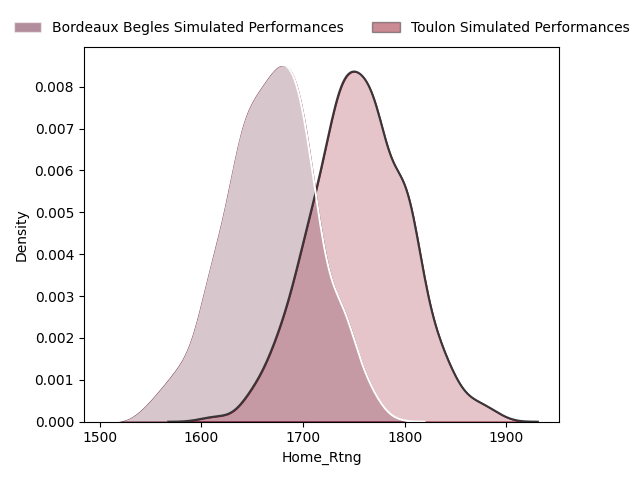 Bordeaux Begles Simulated Performances Toulon Simulated Performances
0.008
0.007
0.006
0.005
0.004
0.003
0.002
0.001
0.000
Density
1500 1600 1700 1800 1900
Home_Rtng